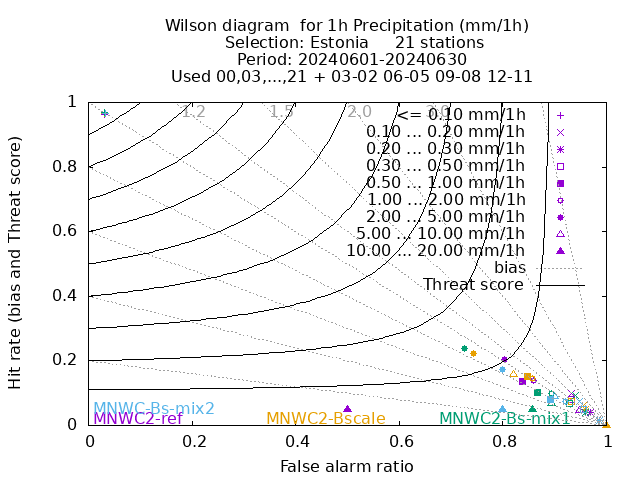 Wilson diagram for 1h Precipitation (mm/1h)
Selection: Estonia 21 stations
Period: 20240601-20240630
Used 00,03,...,21 + 03-02 06-05 09-08 12-11
Hit rate (bias and Threat score)
1
0.8
0.6
0.4
0.2
0
1.2
1.5
2.0
3.0
<= 0.10 mm/1h
0.10 ... 0.20 mm/1h
0.20 ... 0.30 mm/1h
0.30 ... 0.50 mm/1h
0.50 ... 1.00 mm/1h
1.00 ... 2.00 mm/1h
2.00 ... 5.00 mm/1h
5.00 ... 10.00 mm/1h
10.00 ... 20.00 mm/1h
bias
Threat score
MNWC-Bs-mix2
MNWC2-ref
MNWC2-Bscale
MNWC2-Bs-mix1
0
0.2
0.4
0.6
0.8
1
False alarm ratio